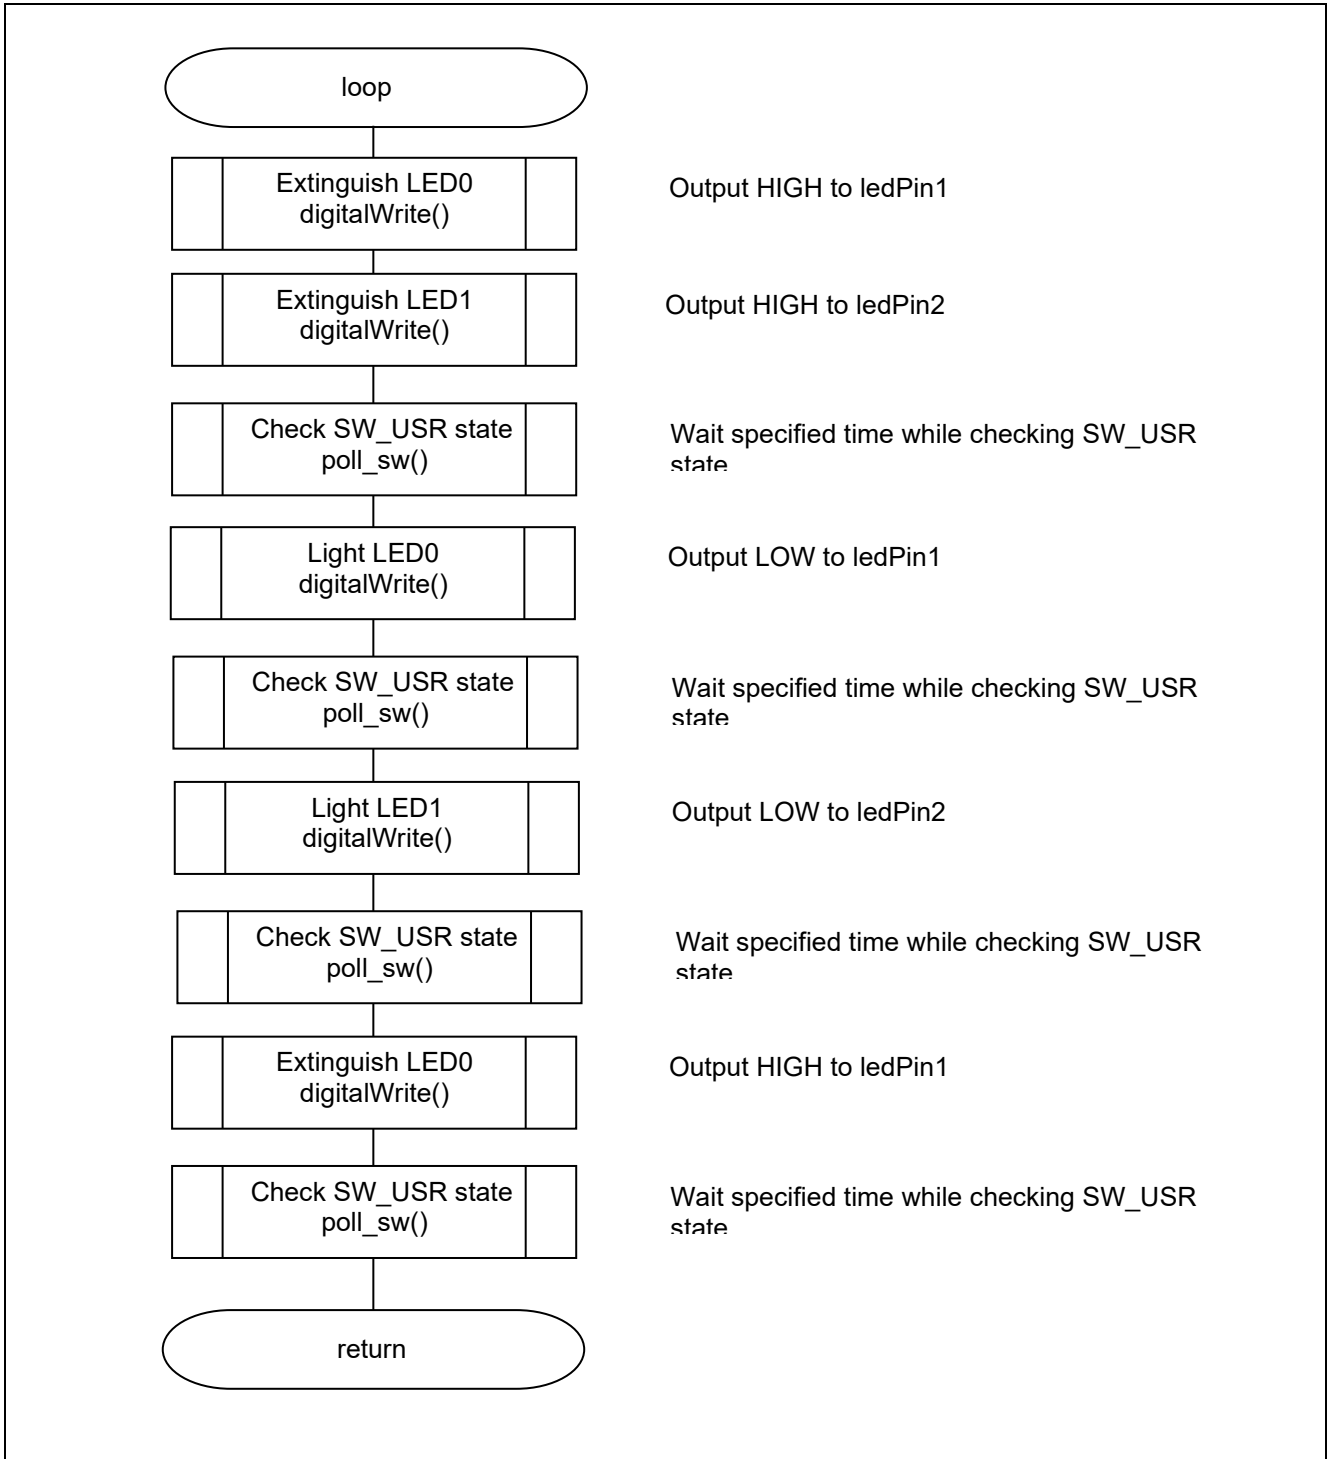 loop
Extinguish LED0
digitalWrite()
Output HIGH to ledPin1
Extinguish LED1
digitalWrite()
Output HIGH to ledPin2
Check SW_USR state
poll_sw()
Wait specified time while checking SW_USR
state
Light LED0
digitalWrite()
Output LOW to ledPin1
Check SW_USR state
poll_sw()
Wait specified time while checking SW_USR
state
Light LED1
digitalWrite()
Output LOW to ledPin2
Check SW_USR state
poll_sw()
Wait specified time while checking SW_USR
state
Extinguish LED0
digitalWrite()
Output HIGH to ledPin1
Check SW_USR state
poll_sw()
Wait specified time while checking SW_USR
state
return